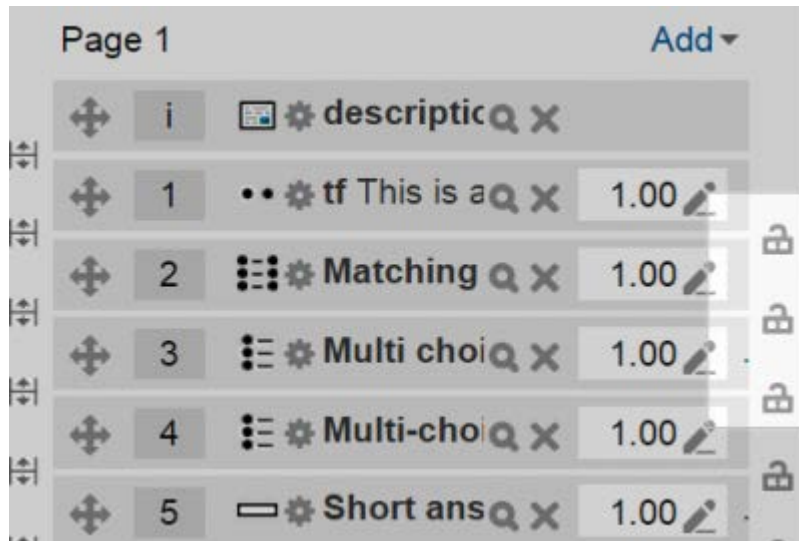 Page 1 Add
i descriptic
1 tf This is a 1.00
2 Matching 1.00
3 Multi choi 1.00
4 Multi-choi 1.00
5 Short ans 1.00